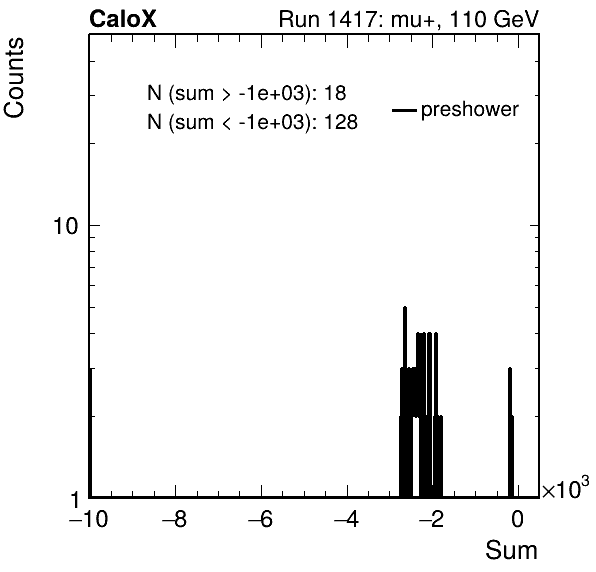 CaloX Run 1417: mu+, 110 GeV
Counts
N (sum > -1e+03): 18
N (sum < -1e+03): 128
preshower
10
1
−10 −8 −6 −4 −2 0 ×10³
Sum